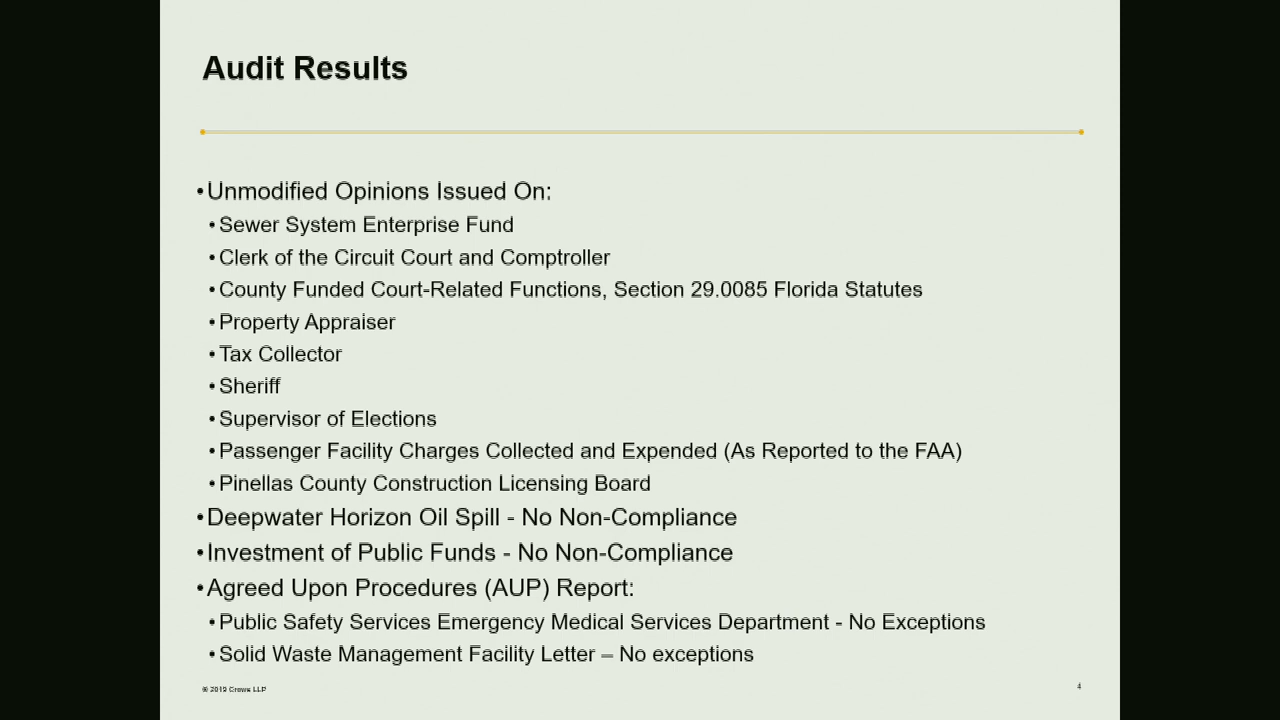 Audit Results
•Unmodified Opinions Issued On:
•Sewer System Enterprise Fund
•Clerk of the Circuit Court and Comptroller
•County Funded Court-Related Functions, Section 29.0085 Florida Statutes
•Property Appraiser
•Tax Collector
•Sheriff
•Supervisor of Elections
•Passenger Facility Charges Collected and Expended (As Reported to the FAA)
•Pinellas County Construction Licensing Board
•Deepwater Horizon Oil Spill - No Non-Compliance
•Investment of Public Funds - No Non-Compliance
•Agreed Upon Procedures (AUP) Report:
•Public Safety Services Emergency Medical Services Department - No Exceptions
•Solid Waste Management Facility Letter – No exceptions
© 2019 Crowe LLP
4